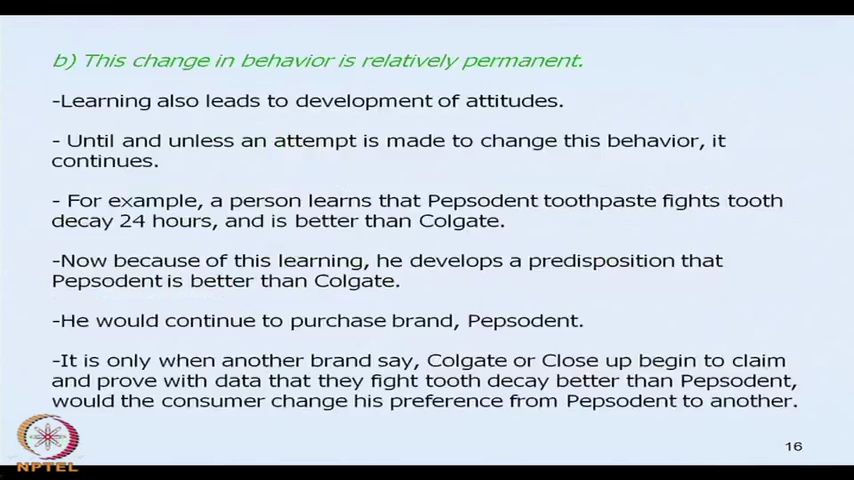 b) This change in behavior is relatively permanent.
-Learning also leads to development of attitudes.
- Until and unless an attempt is made to change this behavior, it
continues.
- For example, a person learns that Pepsodent toothpaste fights tooth
decay 24 hours, and is better than Colgate.
-Now because of this learning, he develops a predisposition that
Pepsodent is better than Colgate.
-He would continue to purchase brand, Pepsodent.
-It is only when another brand say, Colgate or Close up begin to claim
and prove with data that they fight tooth decay better than Pepsodent,
would the consumer change his preference from Pepsodent to another.
16
NPTEL